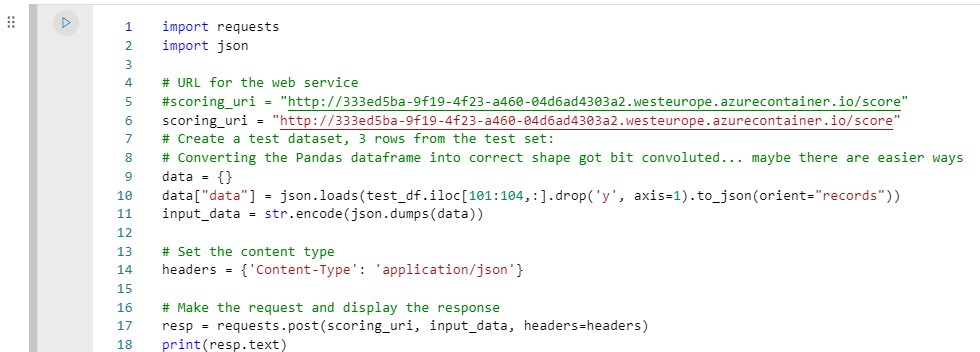 1 import requests
2 import json
3
4 # URL for the web service
5 #scoring_uri = "http://333ed5ba-9f19-4f23-a460-04d6ad4303a2.westeurope.azurecontainer.io/score"
6 scoring_uri = "http://333ed5ba-9f19-4f23-a460-04d6ad4303a2.westeurope.azurecontainer.io/score"
7 # Create a test dataset, 3 rows from the test set:
8 # Converting the Pandas dataframe into correct shape got bit convoluted... maybe there are easier ways
9 data = {}
10 data["data"] = json.loads(test_df.iloc[101:104,:].drop('y', axis=1).to_json(orient="records"))
11 input_data = str.encode(json.dumps(data))
12
13 # Set the content type
14 headers = {'Content-Type': 'application/json'}
15
16 # Make the request and display the response
17 resp = requests.post(scoring_uri, input_data, headers=headers)
18 print(resp.text)